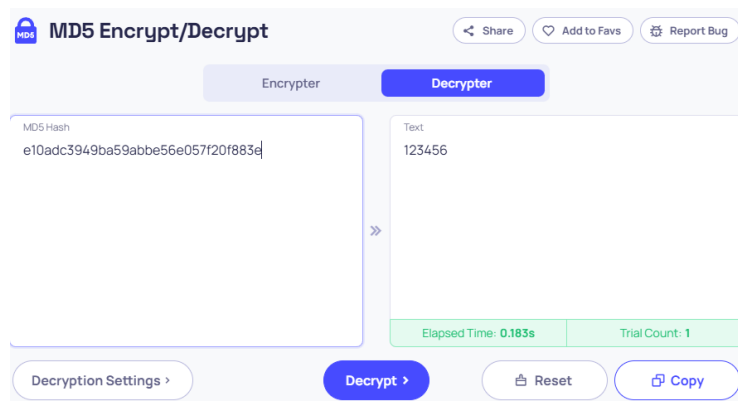 MD5
MD5 Encrypt/Decrypt
Share
Add to Favs
Report Bug
Encrypter
Decrypter
MD5 Hash
e10adc3949ba59abbe56e057f20f883e
Text
123456
Elapsed Time: 0.183s
Trial Count: 1
Decryption Settings >
Decrypt >
Reset
Copy